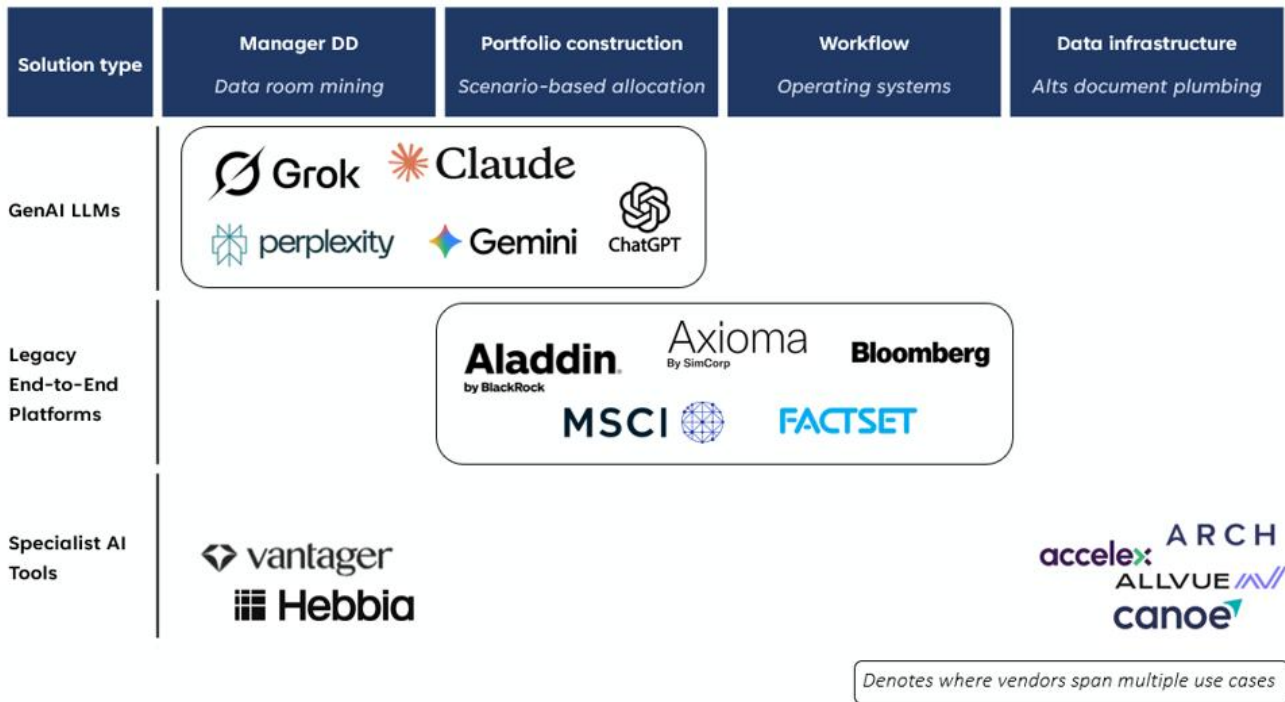 Solution type
Manager DD
Data room mining
Portfolio construction
Scenario-based allocation
Workflow
Operating systems
Data infrastructure
Alts document plumbing
GenAI LLMs
Grok
Claude
perplexity
Gemini
ChatGPT
Legacy
End-to-End
Platforms
Aladdin.
by BlackRock
Axioma
By SimCorp
Bloomberg
MSCI
FACTSET
Specialist AI
Tools
vantager
Hebbia
ARCH
accelex
ALLVUE
canoe
Denotes where vendors span multiple use cases